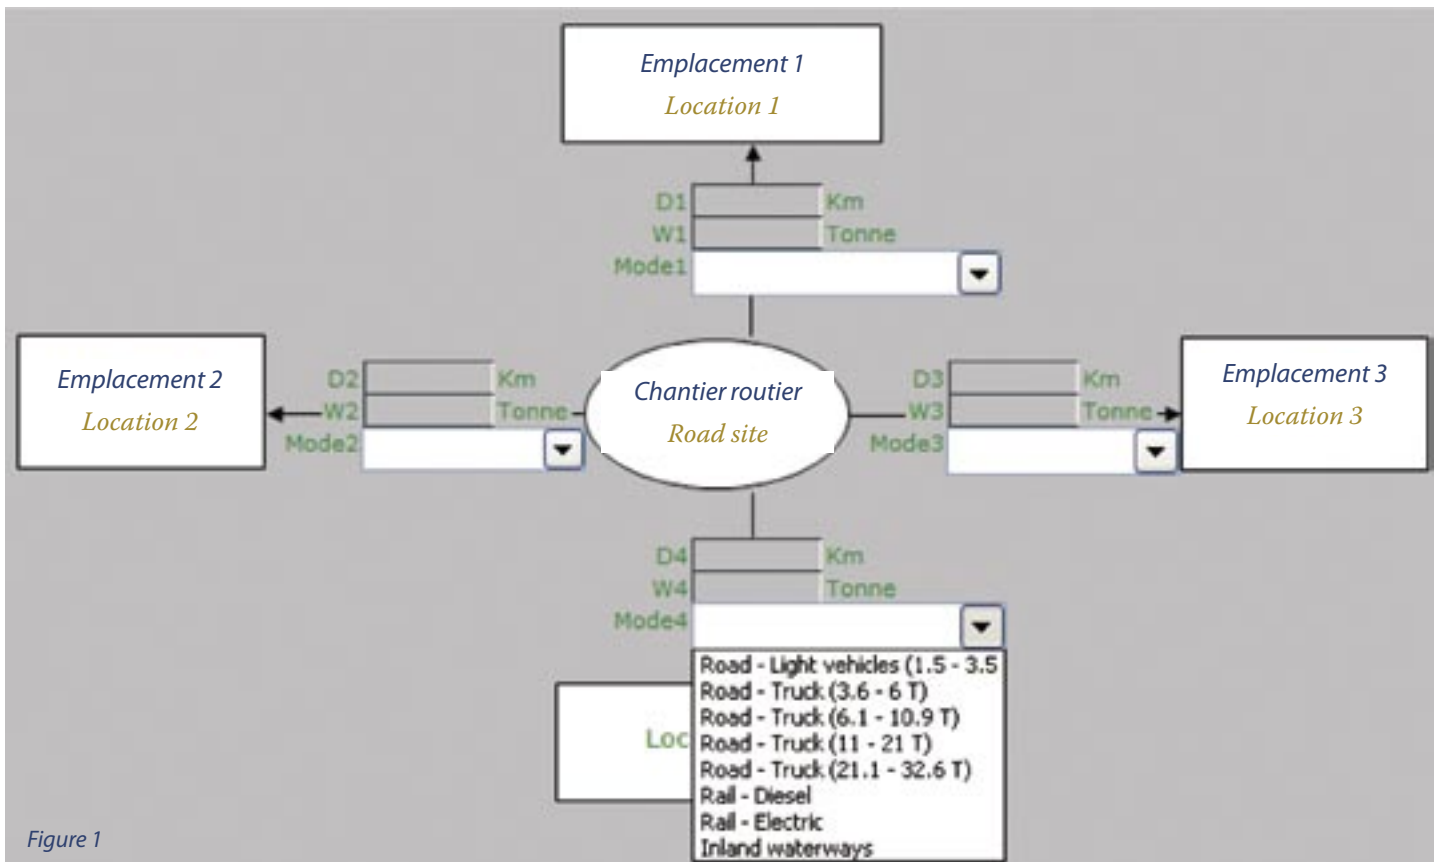 Emplacement 1
Location 1
D1 Km
W1 Tonne
Mode1
Emplacement 2
Location 2
D2 Km
W2 Tonne
Mode2
Chantier routier
Road site
D3 Km
W3 Tonne
Mode3
Emplacement 3
Location 3
D4 Km
W4 Tonne
Mode4
Road - Light vehicles (1.5 - 3.5
Road - Truck (3.6 - 6 T)
Road - Truck (6.1 - 10.9 T)
Loc
Road - Truck (11 - 21 T)
Road - Truck (21.1 - 32.6 T)
Rail - Diesel
Rail - Electric
Inland waterways
Figure 1